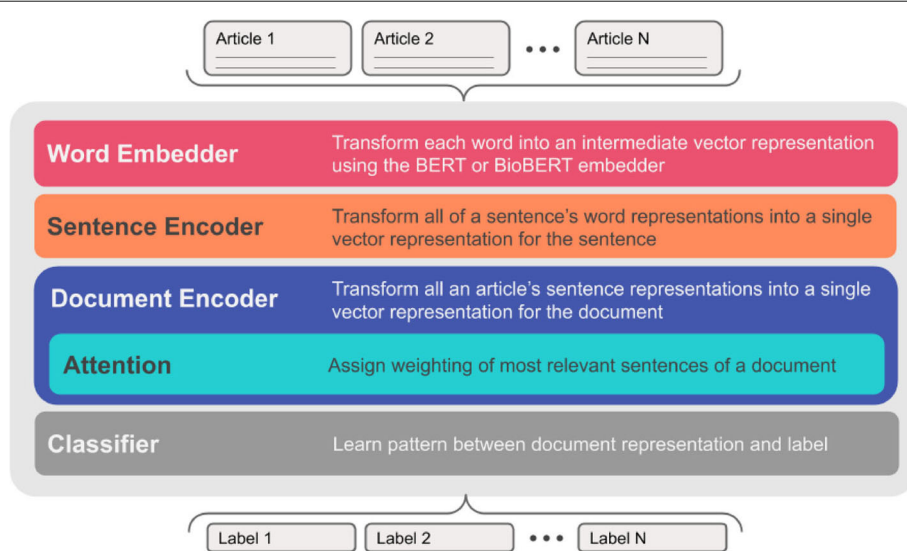 Article 1
Article 2
Article N
Word Embedder
Transform each word into an intermediate vector representation
using the BERT or BioBERT embedder
Sentence Encoder
Transform all of a sentence's word representations into a single
vector representation for the sentence
Document Encoder
Transform all an article's sentence representations into a single
vector representation for the document
Attention
Assign weighting of most relevant sentences of a document
Classifier
Learn pattern between document representation and label
Label 1
Label 2
Label N